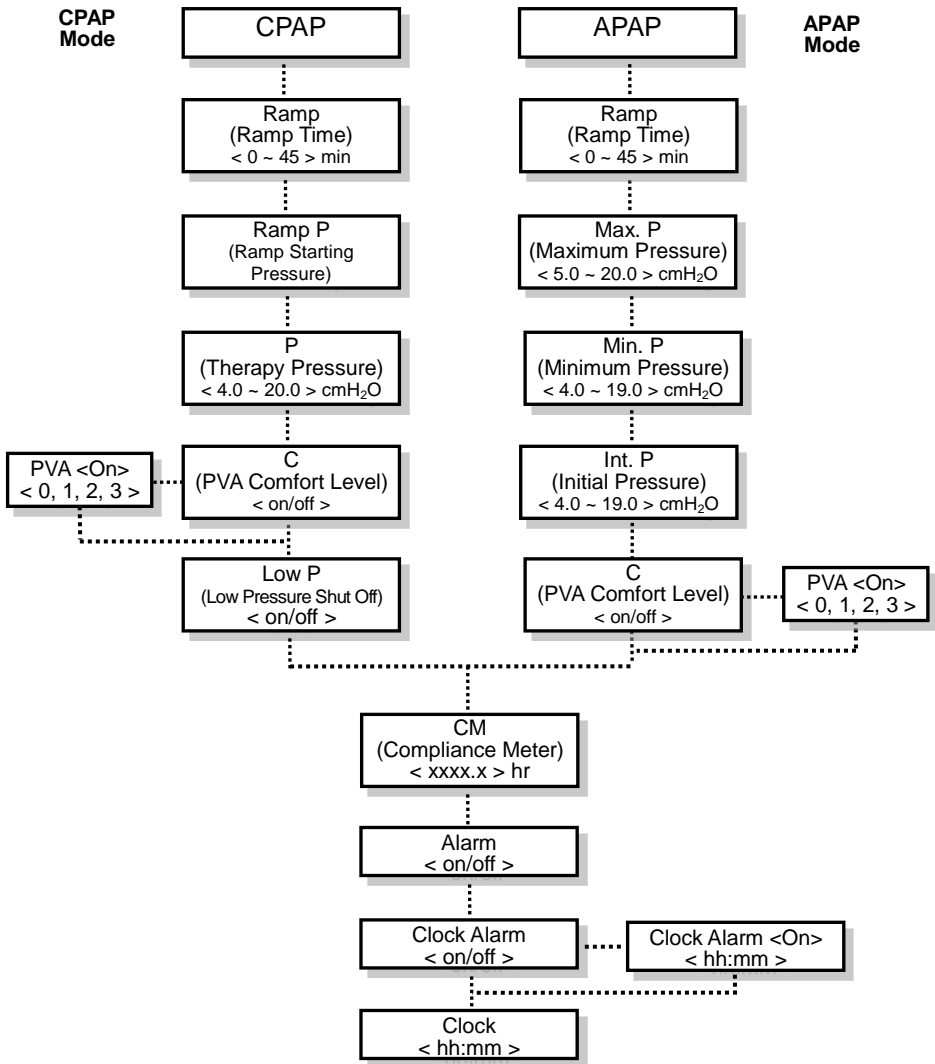 CPAP
Mode
CPAP
Ramp
(Ramp Time)
< 0 ~ 45 > min
Ramp P
(Ramp Starting
Pressure)
P
(Therapy Pressure)
< 4.0 ~ 20.0 > cmH₂O
C
(PVA Comfort Level)
< on/off >
PVA <On>
< 0, 1, 2, 3 >
Low P
(Low Pressure Shut Off)
< on/off >
APAP
Mode
APAP
Ramp
(Ramp Time)
< 0 ~ 45 > min
Max. P
(Maximum Pressure)
< 5.0 ~ 20.0 > cmH₂O
Min. P
(Minimum Pressure)
< 4.0 ~ 19.0 > cmH₂O
Int. P
(Initial Pressure)
< 4.0 ~ 19.0 > cmH₂O
C
(PVA Comfort Level)
< on/off >
PVA <On>
< 0, 1, 2, 3 >
CM
(Compliance Meter)
< xxxx.x > hr
Alarm
< on/off >
Clock Alarm
< on/off >
Clock Alarm <On>
< hh:mm >
Clock
< hh:mm >